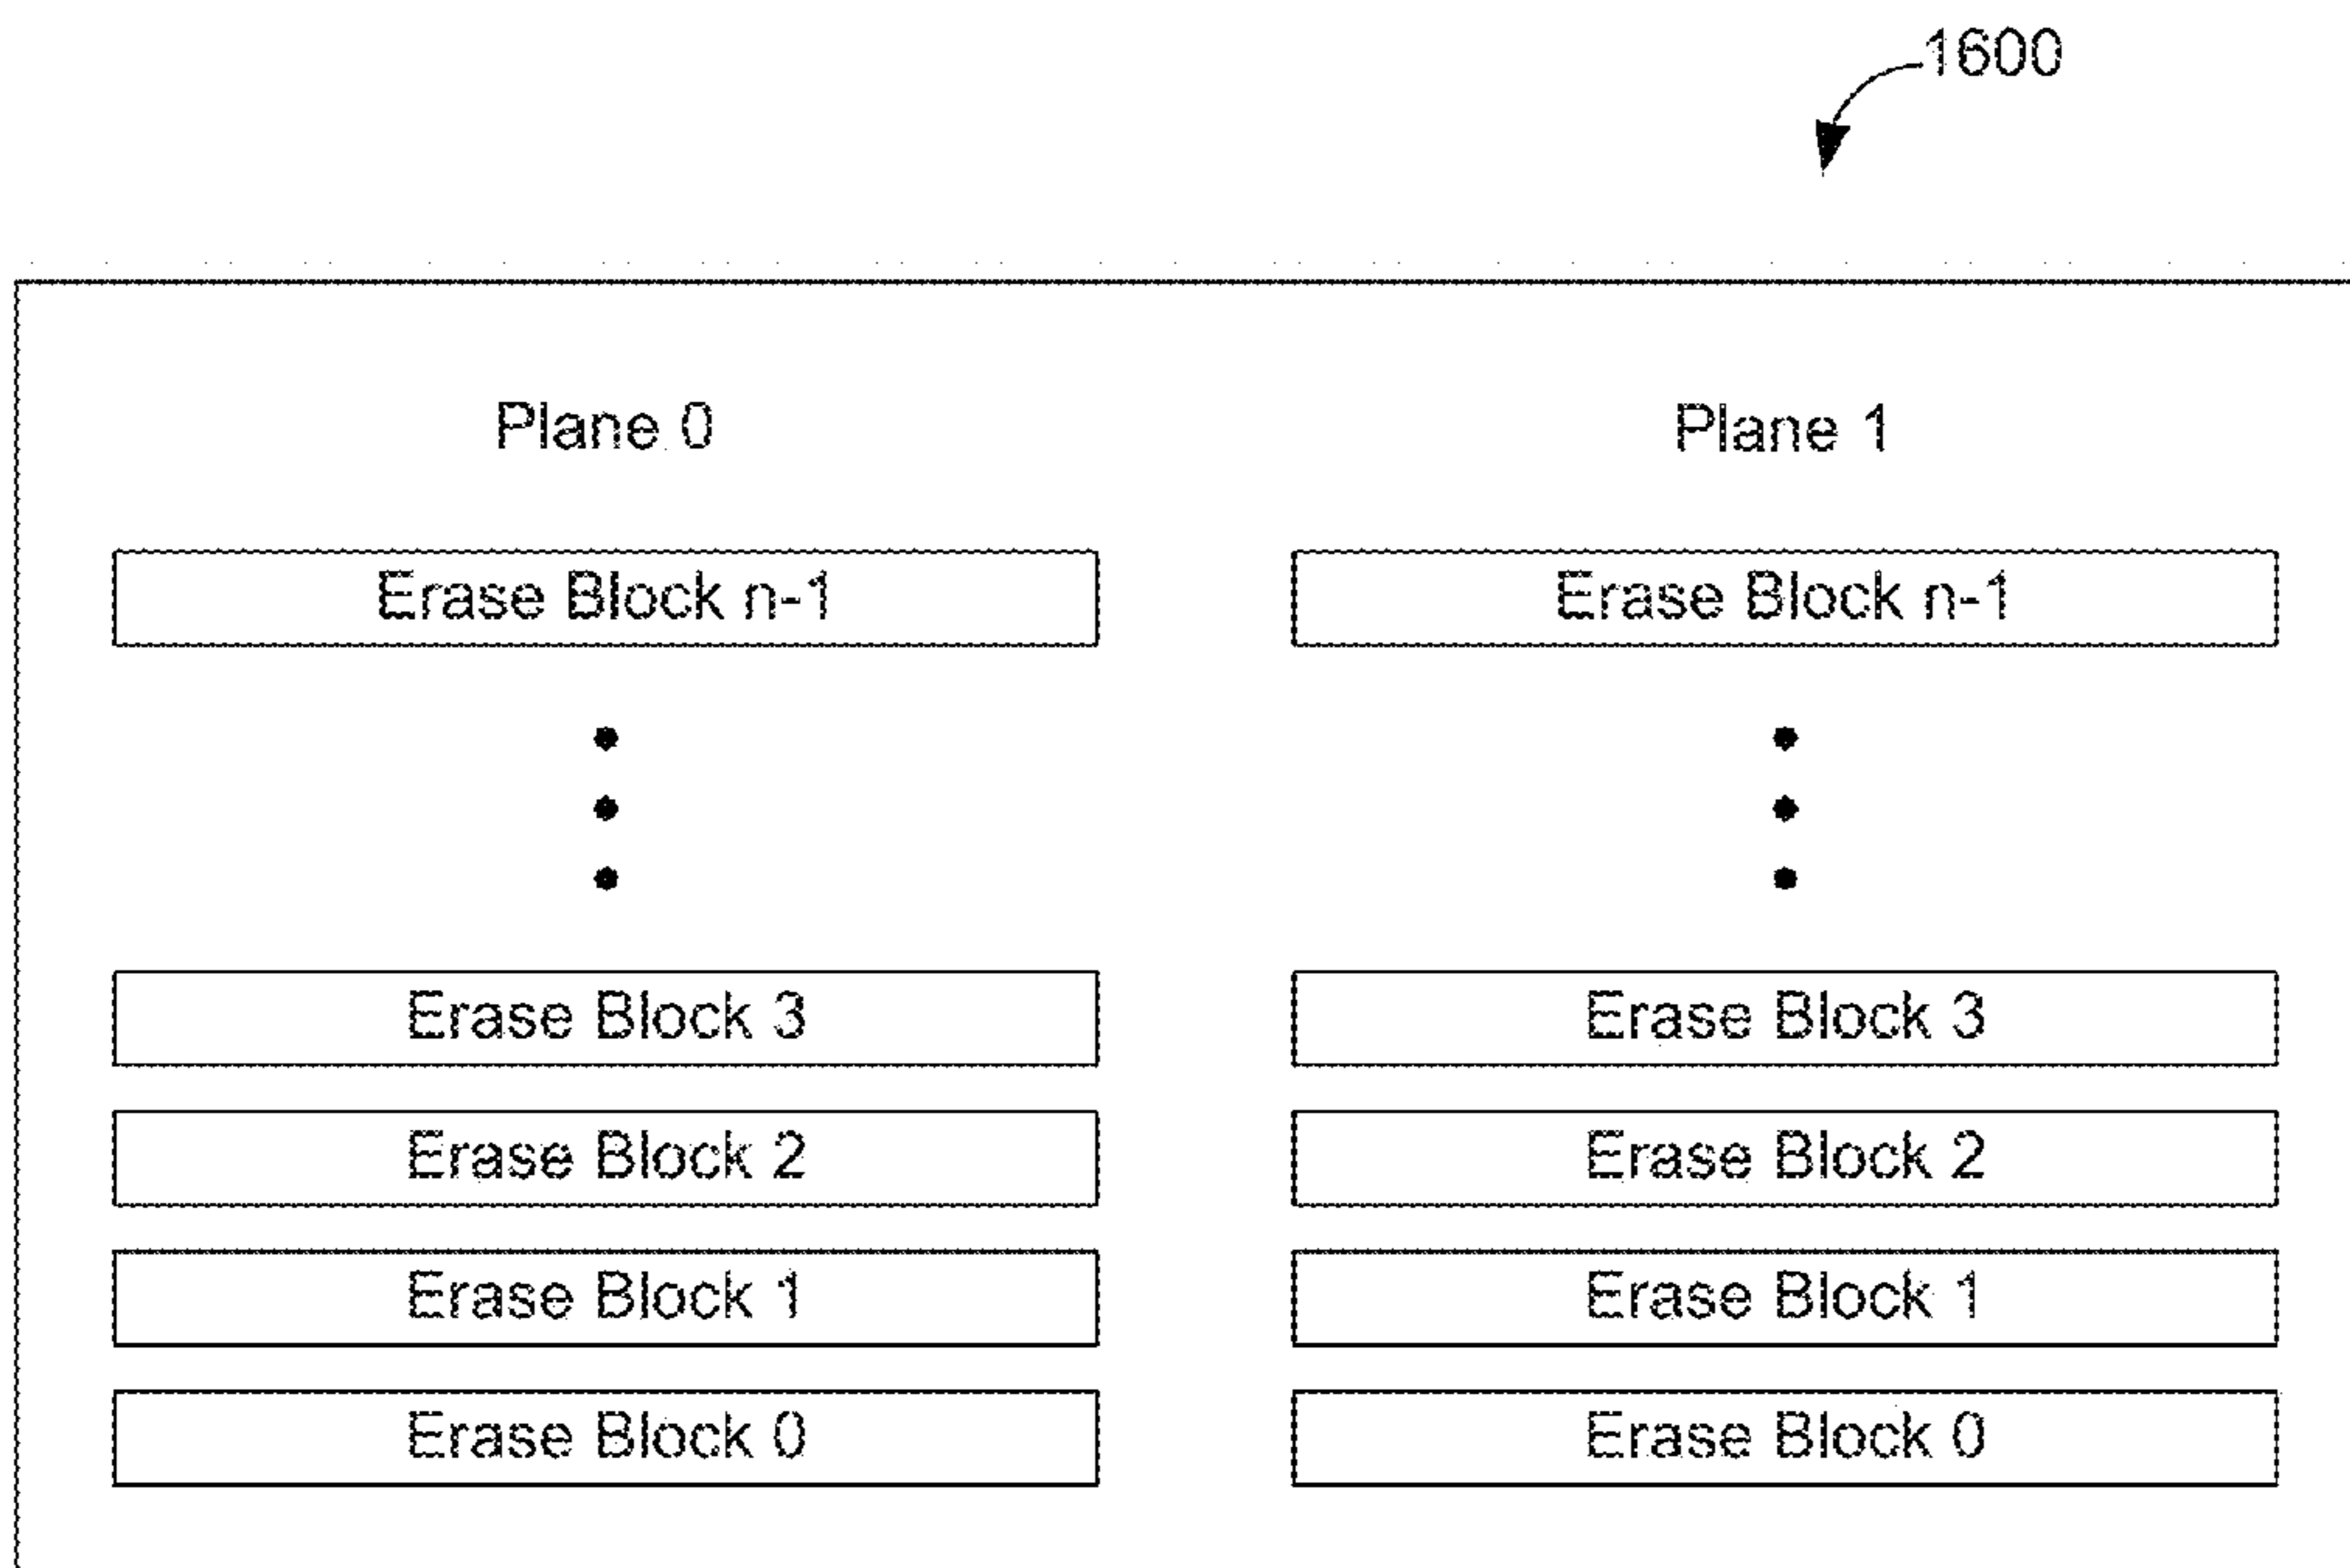 1600
Plane 0 Plane 1
Erase Block n-1 Erase Block n-1
Erase Block 3 Erase Block 3
Erase Block 2 Erase Block 2
Erase Block 1 Erase Block 1
Erase Block 0 Erase Block 0